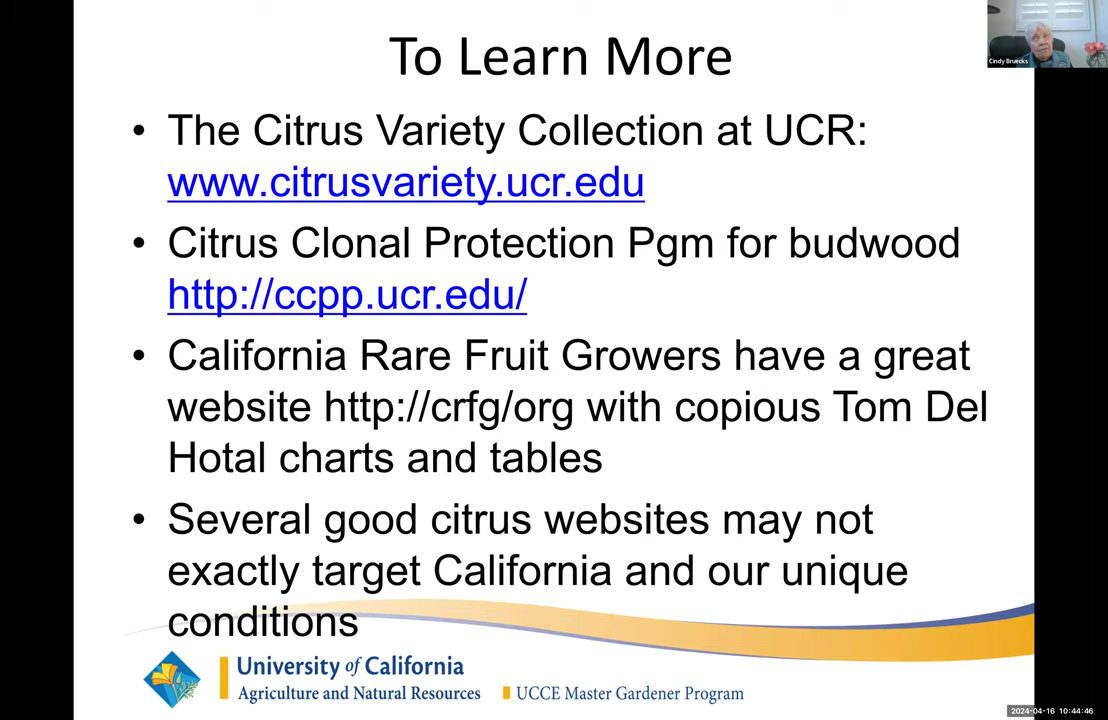 To Learn More
Cindy Bruecks
• The Citrus Variety Collection at UCR:
www.citrusvariety.ucr.edu
• Citrus Clonal Protection Pgm for budwood
http://ccpp.ucr.edu/
• California Rare Fruit Growers have a great
website http://crfg/org with copious Tom Del
Hotal charts and tables
• Several good citrus websites may not
exactly target California and our unique
conditions
University of California
Agriculture and Natural Resources
UCCE Master Gardener Program
2024-04-16 10:44:46